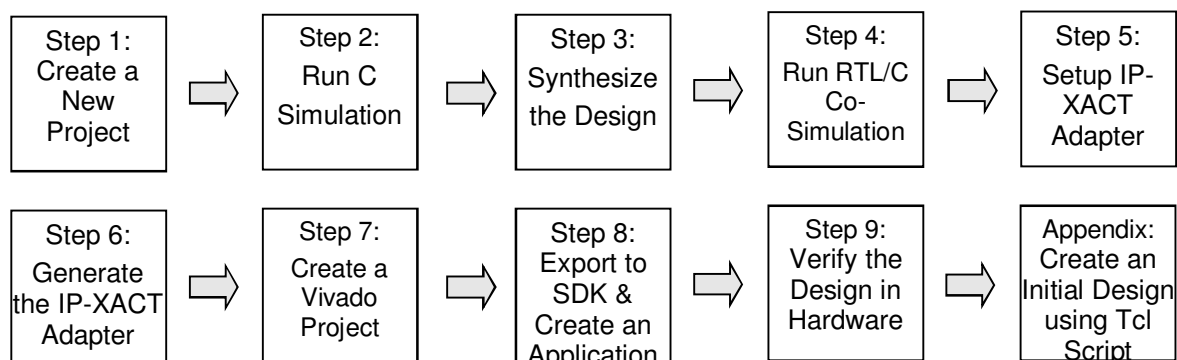 Step 1:
Create a
New
Project
Step 2:
Run C
Simulation
Step 3:
Synthesize
the Design
Step 4:
Run RTL/C
Co-
Simulation
Step 5:
Setup IP-
XACT
Adapter
Step 6:
Generate
the IP-XACT
Adapter
Step 7:
Create a
Vivado
Project
Step 8:
Export to
SDK &
Create an
Application
Step 9:
Verify the
Design in
Hardware
Appendix:
Create an
Initial Design
using Tcl
Script